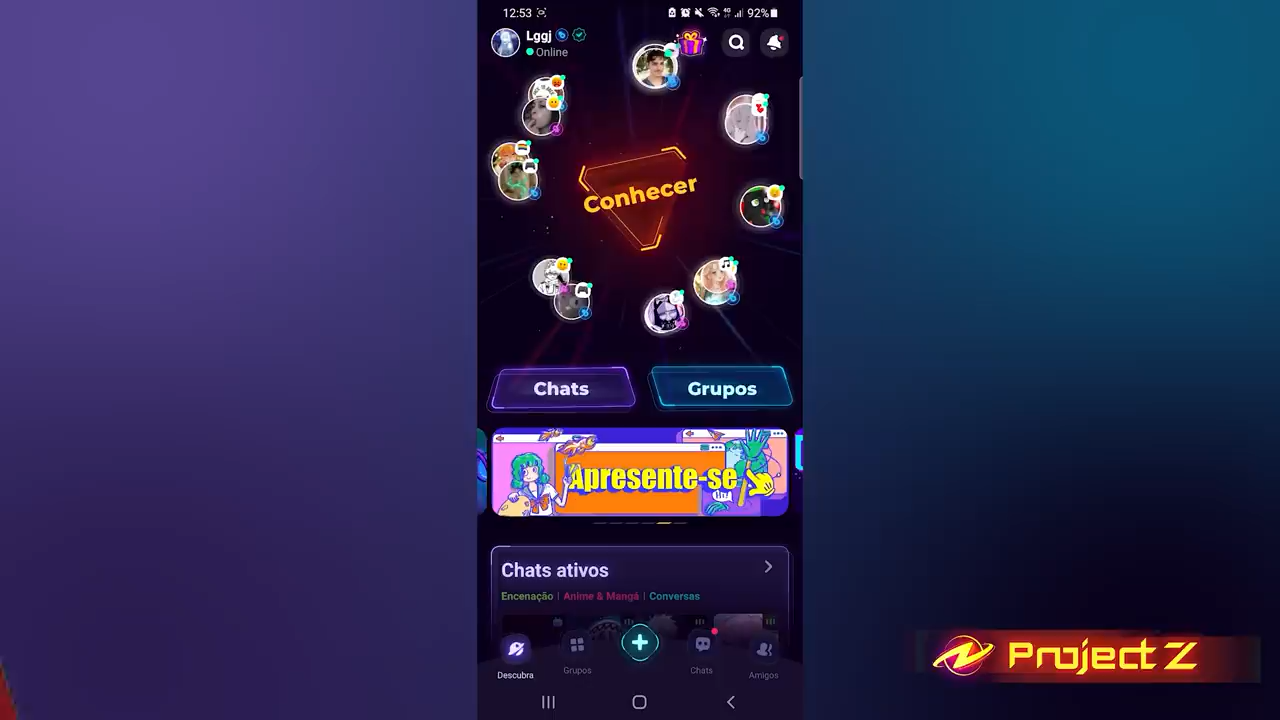 12:53
4G
92%
Lggj
Online
Conhecer
Chats
Grupos
Apresente-se
Chats ativos
Encenação | Anime & Mangá | Conversas
Descubra
Grupos
Chats
Amigos
Project Z